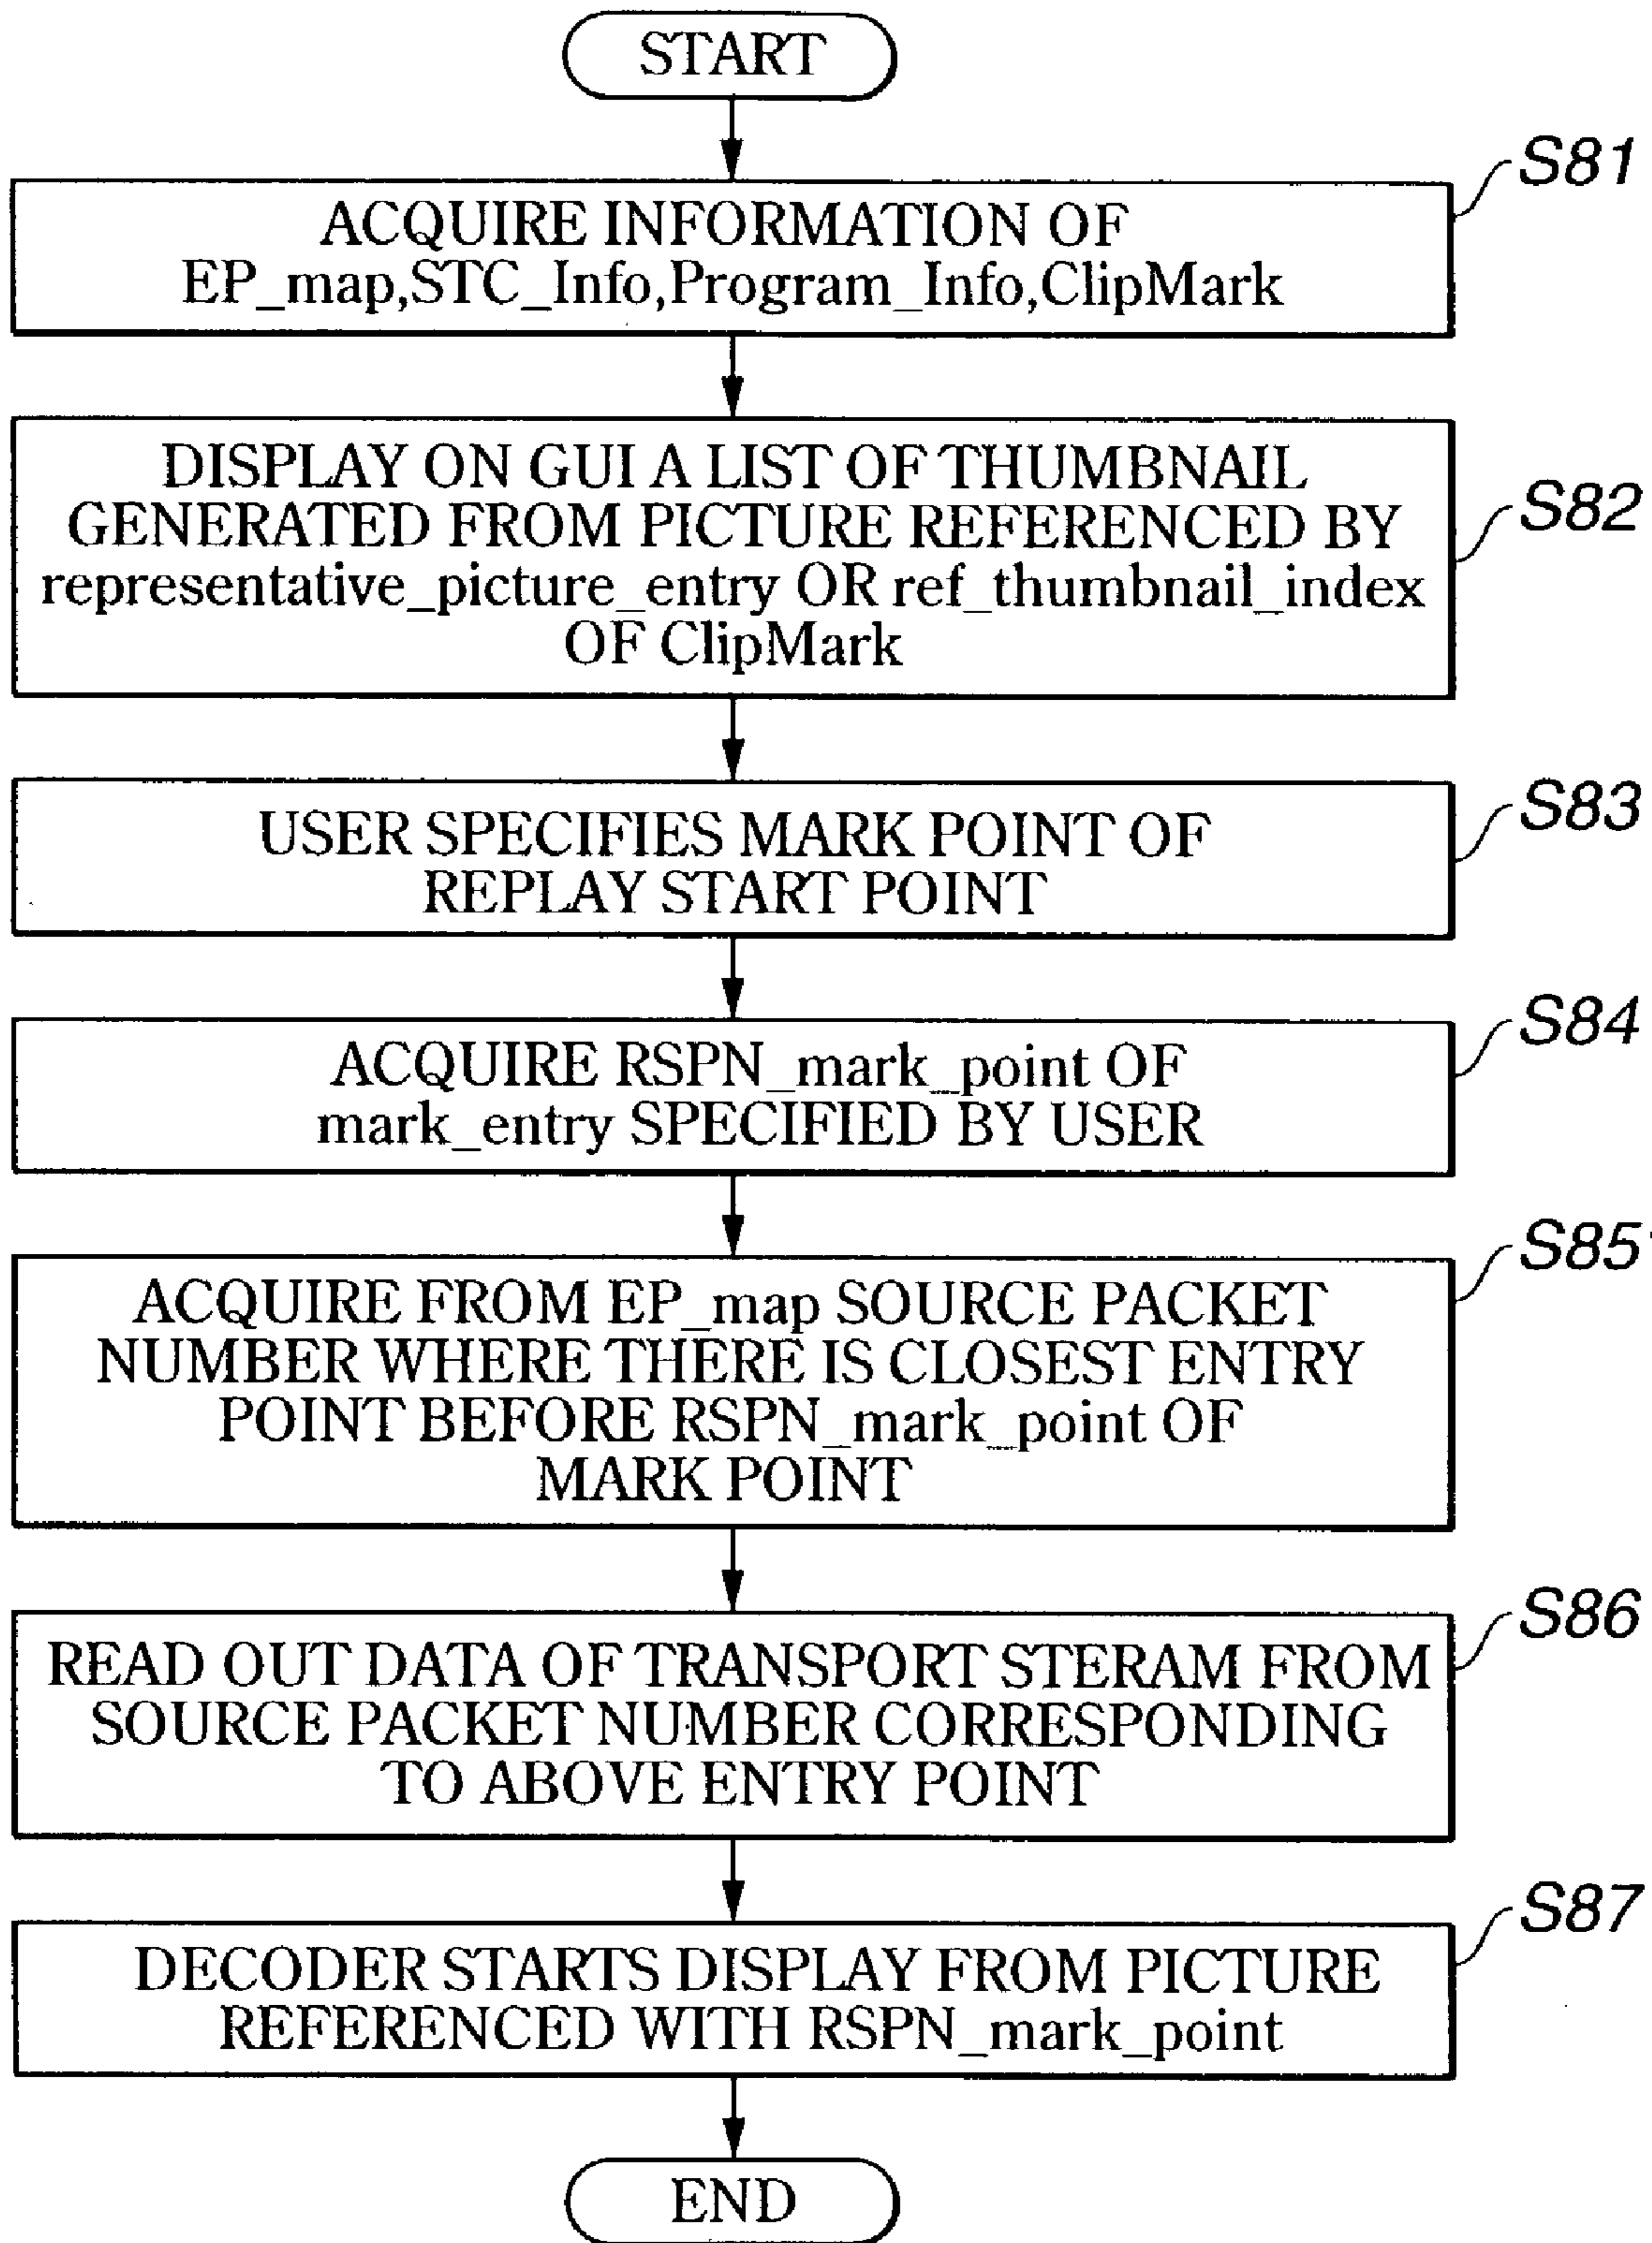 START
S81
ACQUIRE INFORMATION OF
EP_map,STC_Info,Program_Info,ClipMark
S82
DISPLAY ON GUI A LIST OF THUMBNAIL
GENERATED FROM PICTURE REFERENCED BY
representative_picture_entry OR ref_thumbnail_index
OF ClipMark
S83
USER SPECIFIES MARK POINT OF
REPLAY START POINT
S84
ACQUIRE RSPN_mark_point OF
mark_entry SPECIFIED BY USER
S85
ACQUIRE FROM EP_map SOURCE PACKET
NUMBER WHERE THERE IS CLOSEST ENTRY
POINT BEFORE RSPN_mark_point OF
MARK POINT
S86
READ OUT DATA OF TRANSPORT STERAM FROM
SOURCE PACKET NUMBER CORRESPONDING
TO ABOVE ENTRY POINT
S87
DECODER STARTS DISPLAY FROM PICTURE
REFERENCED WITH RSPN_mark_point
END